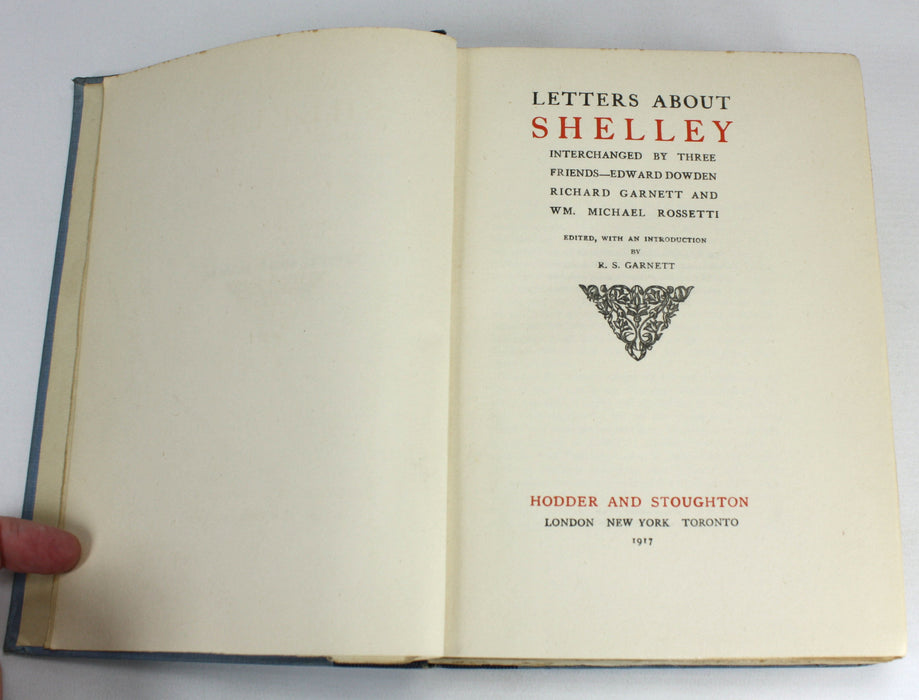 LETTERS ABOUT
SHELLEY
INTERCHANGED BY THREE
FRIENDS—EDWARD DOWDEN
RICHARD GARNETT AND
WM. MICHAEL ROSSETTI
EDITED, WITH AN INTRODUCTION
BY
R. S. GARNETT
HODDER AND STOUGHTON
LONDON NEW YORK TORONTO
1917